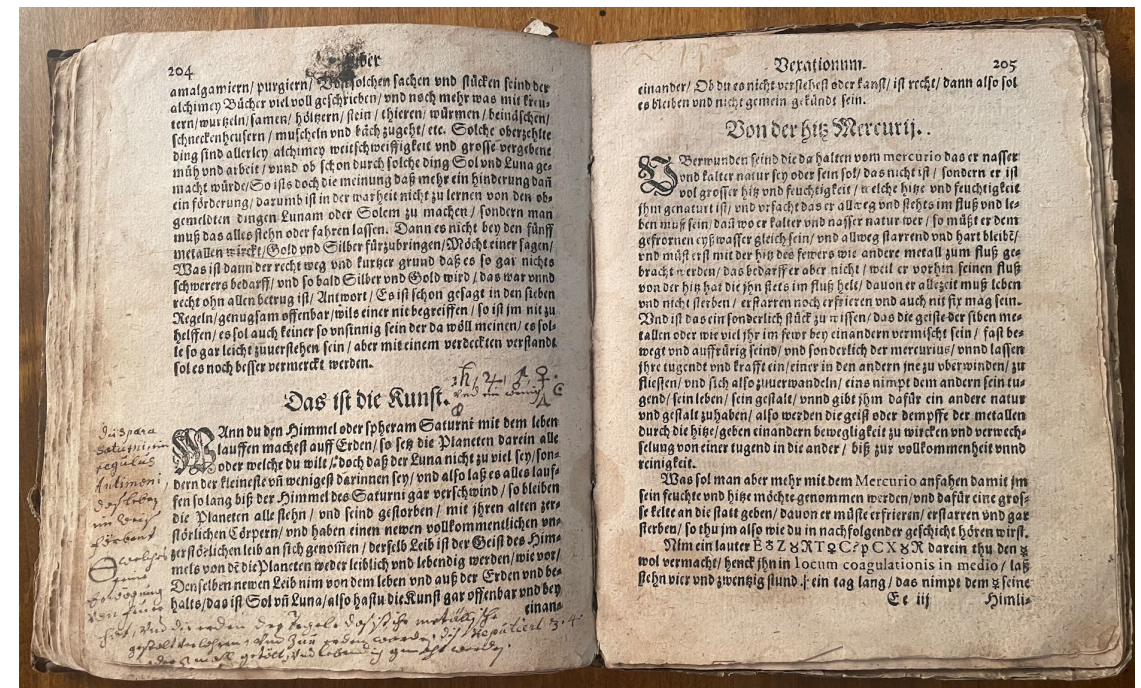 204 Liber
amalgamiern/ purgiern/ Von solchen sachen vnd stücken seind der
alchimey Bücher viel voll geschrieben/ vnd noch mehr was mit kreu-
tern/ wurtzeln/ samen/ höltzern/ stein/ thieren/ würmen/ beinäschen/
schneckenheusern/ muscheln vnd bäch zugeht/ etc. Solche oberzehlte
ding sind allerley alchimey weitschweiffigkeit vnd grosse vergebene
müh vnd arbeit/ vnnd ob schon durch solche ding Sol vnd Luna ge-
macht würde/ So ists doch die meinung daß mehr ein hinderung dañ
ein förderung/ darumb ist in der warheit nicht zu lernen von den ob-
gemeldten dingen Lunam oder Solem zu machen/ sondern man
muß das alles stehn oder fahren lassen. Dann es nicht bey den fünff
metallen wirckt/ Gold vnd Silber fürzubringen/ Möcht einer sagen/
Was ist dann der recht weg vnd kurtzer grund daß es so gar nichts
schwerers bedarff/ vnd so bald Silber vnd Gold wird/ das war vnnd
recht ohn allen betrug ist/ Antwort/ Es ist schon gesagt in den sieben
Regeln/ genugsam offenbar/ wils einer nit begreiffen/ so ist jm nit zu
helffen/ es sol auch keiner so vnsinnig sein der da wöll meinen/ es sol-
le so gar leicht zuuerstehen sein/ aber mit einem verdeckten verstandt
sol es noch besser vermerckt werden.
♄, ♃, ♂, ♀.
Das ist die Kunst.
WAnn du den Himmel oder spheram Saturni mit dem leben
lauffen machest auff Erden/ so setz die Planeten darein alle
oder welche du wilt/ doch daß der Luna nicht zu viel sey/ son-
dern der kleineste vñ wenigest darinnen sey/ vnd also laß es alles lauf-
fen so lang biß der Himmel des Saturni gar verschwind/ so bleiben
die Planeten alle stehn/ vnd seind gestorben/ mit jhren alten zer-
störlichen Cörpern/ vnd haben einen newen vollkommentlichen vn-
zerstörlichen leib an sich genom̃en/ derselb Leib ist der Geist des Him-
mels von dẽ die Planeten weder leiblich vnd lebendig werden/ wie vor/
Denselben newen Leib nim von dem leben vnd auß der Erden vnd be-
halts/ das ist Sol vñ Luna/ also hastu die Kunst gar offenbar vnd bey
einan-
Saturni, ein
regulus
Antimoni
Vexationum. 205
einander/ Ob du es nicht verstehest oder kanst/ ist recht/ dann also sol
es bleiben vnd nicht gemein gekündt sein.
Von der hitz Mercurij.
VBerwunden seind die da halten vom mercurio das er nasser
vnd kalter natur sey oder sein sol/ das nicht ist/ sondern er ist
vol grosser hitz vnd feuchtigkeit/ welche hitze vnd feuchtigkeit
jhm genaturt ist/ vnd vrsacht das er allweg vnd stehts im fluß vnd le-
ben muß sein/ dañ wo er kalter vnd nasser natur wer/ so müßt er dem
gefrornen eyßwasser gleich sein/ vnd allweg starrend vnd hart bleibē/
vnd müst erst mit der hitz des fewers wie andere metall zum fluß ge-
bracht werden/ das bedarff er aber nicht/ weil er vorhin seinen fluß
von der hitz hat die jhn stets im fluß helt/ dauon er allezeit muß leben
vnd nicht sterben/ erstarren noch erfrieren vnd auch nit fix mag sein.
Vnd ist das ein sonderlich stück zu wissen/ das die geister der siben me-
tallen oder wie viel jhr im fewr bey einandern vermischt sein/ fast be-
wegt vnd auffrürig seind/ vnd sonderlich der mercurius/ vnnd lassen
jhre tugend vnd krafft ein/ einer in den andern jne zu vberwinden/ zu
fliessen/ vnd sich also zuuerwandeln/ eins nimpt dem andern sein tu-
gend/ sein leben/ sein gestalt/ vnnd gibt jhm dafür ein andere natur
vnd gestalt zuhaben/ also werden die geist oder dempffe der metallen
durch die hitze/ geben einandern bewegligkeit zu wircken vnd verwech-
selung von einer tugend in die ander/ biß zur vollkommenheit vnnd
reinigkeit.
Was sol man aber mehr mit dem Mercurio anfahen damit jm
sein feuchte vnd hitze möchte genommen werden/ vnd dafür eine gros-
se kelte an die statt geben/ dauon er müste erfrieren/ erstarren vnd gar
sterben/ so thu jm also wie du in nachfolgender geschicht hören wirst.
Nim ein lauter darein thu den ☿
wol vermacht/ henck jhn in locum coagulationis in medio/ laß
stehn vier vnd zwentzig stund. ein tag lang/ das nimpt dem ☿ seine
Ee iij Himli-